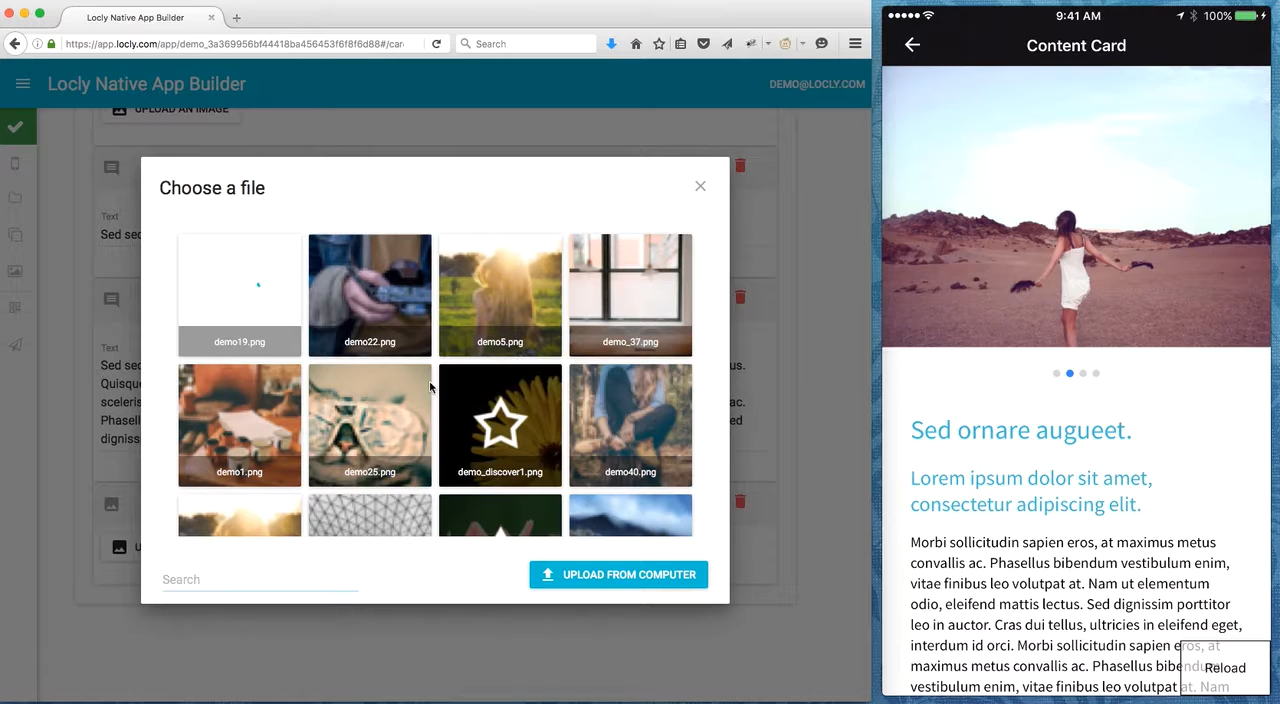 Locly Native App Builder
https://app.locly.com/app/demo_3a369956bf44418ba456453f6f8f6d88#/car
Search
Locly Native App Builder
DEMO@LOCLY.COM
UPLOAD AN IMAGE
Text
Sed sed
Text
Sed sed
Quisque
sceleris
Phasell
digniss
us.
ac.
ed
U
Choose a file
demo19.png
demo22.png
demo5.png
demo_37.png
demo1.png
demo25.png
demo_discover1.png
demo40.png
Search
UPLOAD FROM COMPUTER
9:41 AM
100%
Content Card
Sed ornare augueet.
Lorem ipsum dolor sit amet,
consectetur adipiscing elit.
Morbi sollicitudin sapien eros, at maximus metus
convallis ac. Phasellus bibendum vestibulum enim,
vitae finibus leo volutpat at. Nam ut elementum
odio, eleifend mattis lectus. Sed dignissim porttitor
leo in auctor. Cras dui tellus, ultricies in eleifend eget,
interdum id orci. Morbi sollicitudin sapien eros, at
maximus metus convallis ac. Phasellus bibendum
vestibulum enim, vitae finibus leo volutpat at. Nam
Reload